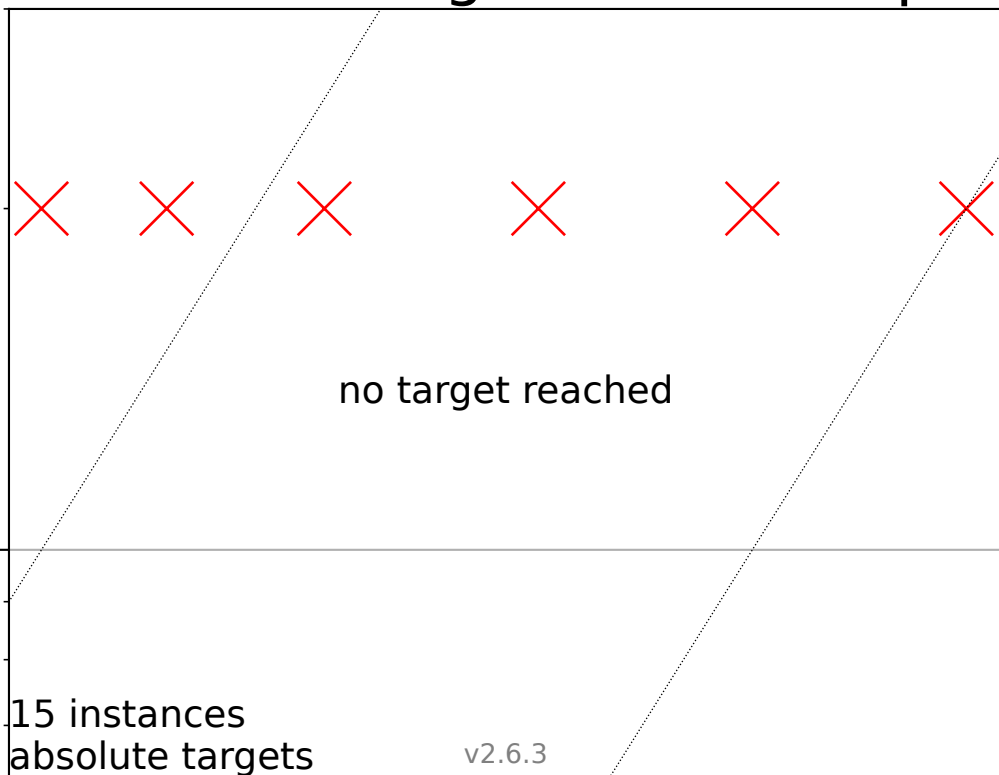 no target reached
15 instances
absolute targets
v2.6.3